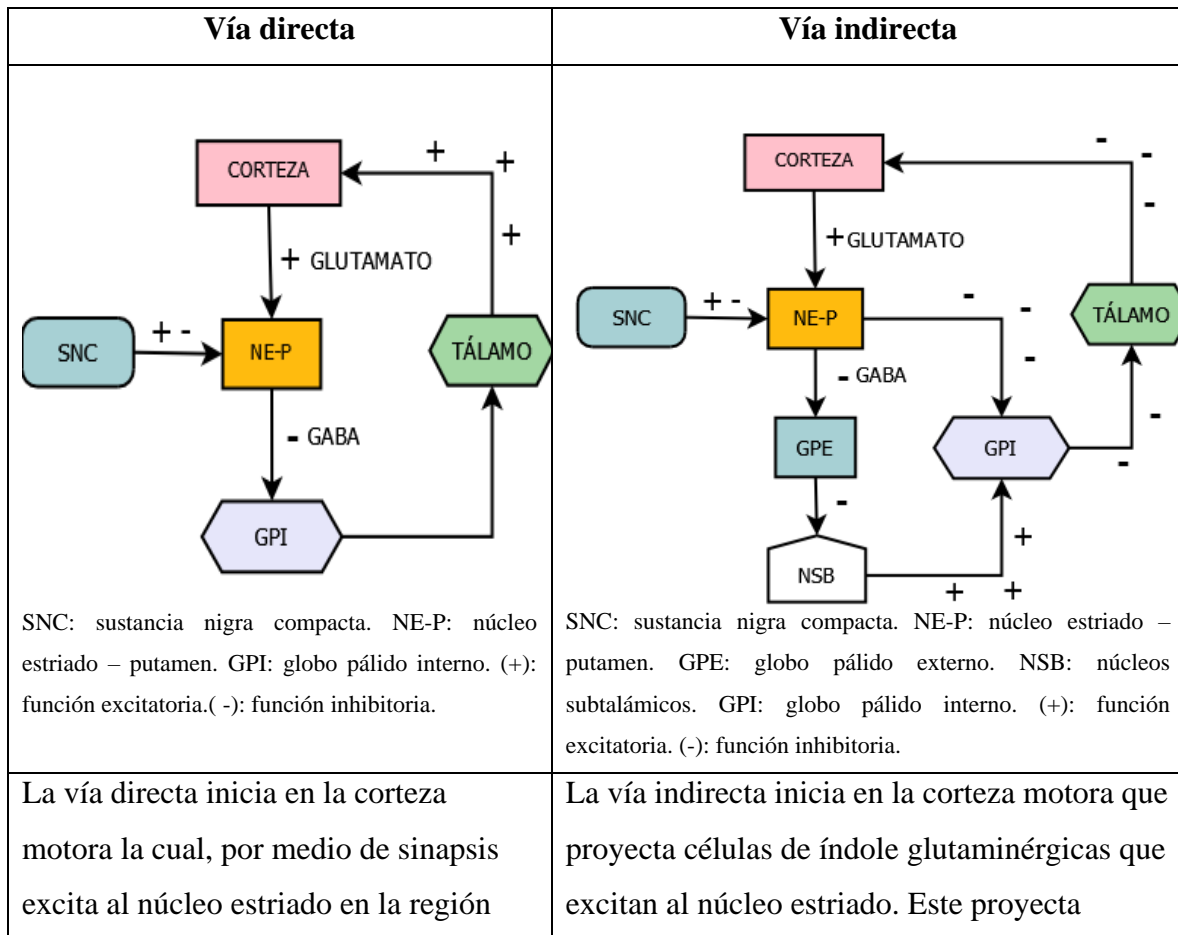 Vía directa
Vía indirecta
CORTEZA
+ +
+
+ GLUTAMATO
SNC
+ -
NE-P
TÁLAMO
- GABA
GPI
SNC: sustancia nigra compacta. NE-P: núcleo
estriado – putamen. GPI: globo pálido interno. (+):
función excitatoria.( -): función inhibitoria.
CORTEZA
- -
-
+ GLUTAMATO
SNC
+ -
NE-P
- -
-
TÁLAMO
- GABA
GPE
GPI
-
-
-
NSB
+
+ +
SNC: sustancia nigra compacta. NE-P: núcleo estriado –
putamen. GPE: globo pálido externo. NSB: núcleos
subtalámicos. GPI: globo pálido interno. (+): función
excitatoria. (-): función inhibitoria.
La vía directa inicia en la corteza
motora la cual, por medio de sinapsis
excita al núcleo estriado en la región
La vía indirecta inicia en la corteza motora que
proyecta células de índole glutaminérgicas que
excitan al núcleo estriado. Este proyecta